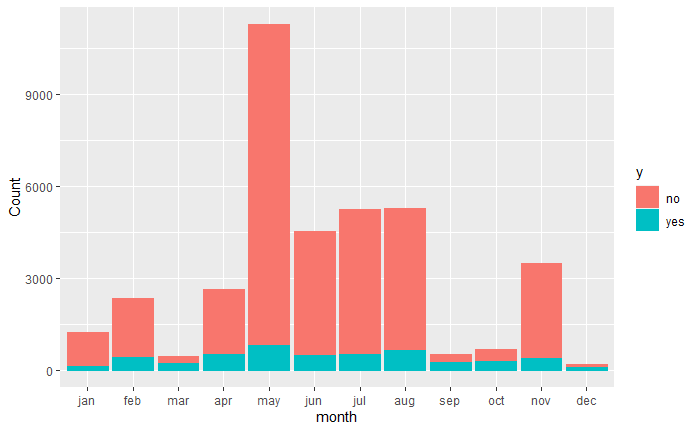 9000
6000
3000
0
Count
jan feb mar apr may jun jul aug sep oct nov dec
month
y
no
yes